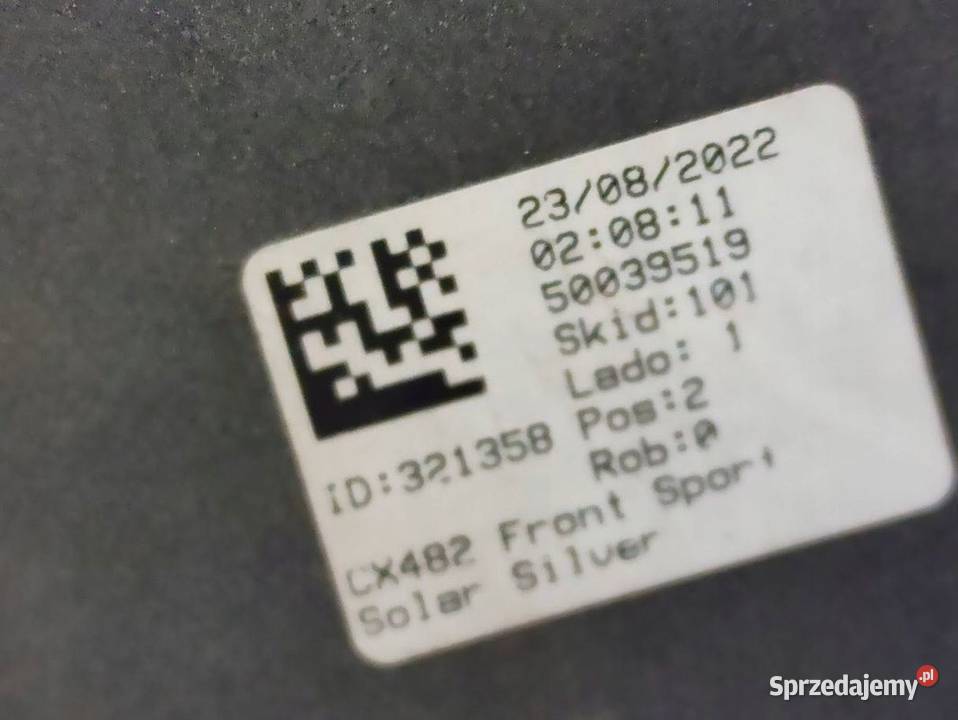 23/08/2022
02:08:11
50039519
Skid:101
Lado: 1
Pos:2
Rob:0
ID:321358
CX482 Front Sport
Solar Silver
Sprzedajemy.pl